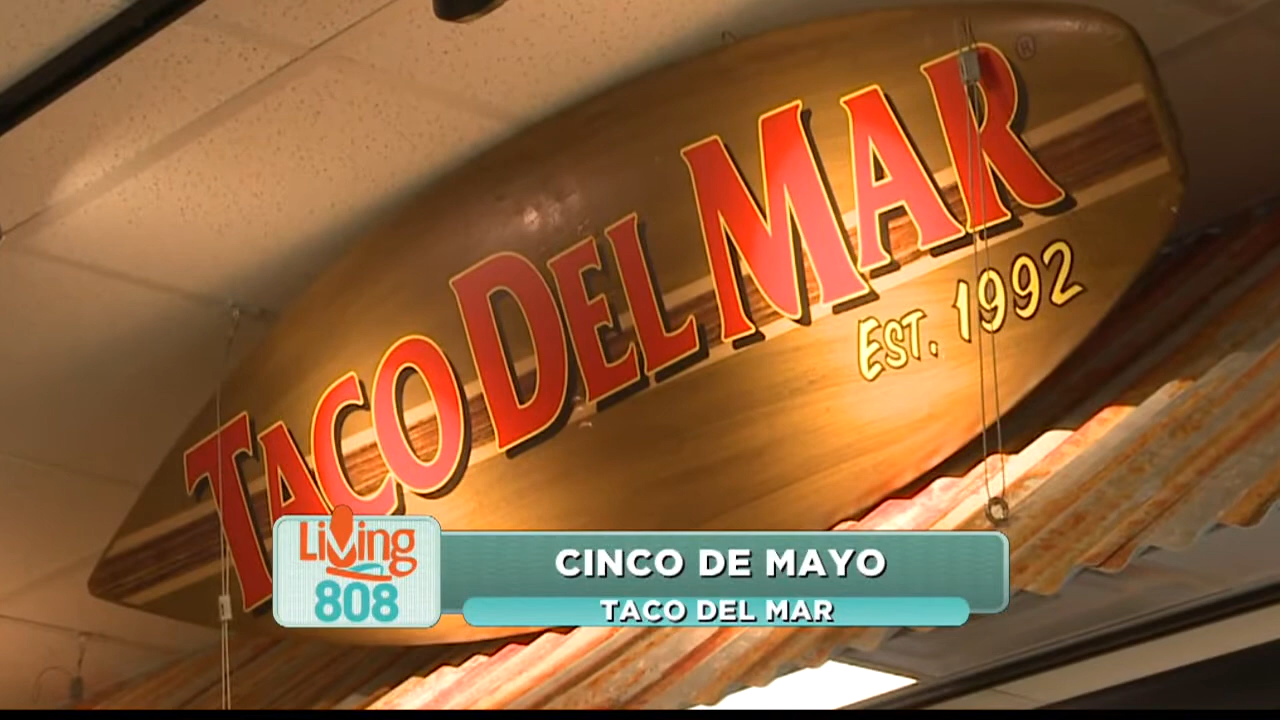 TACO DEL MAR®
EST. 1992
Living
808
CINCO DE MAYO
TACO DEL MAR